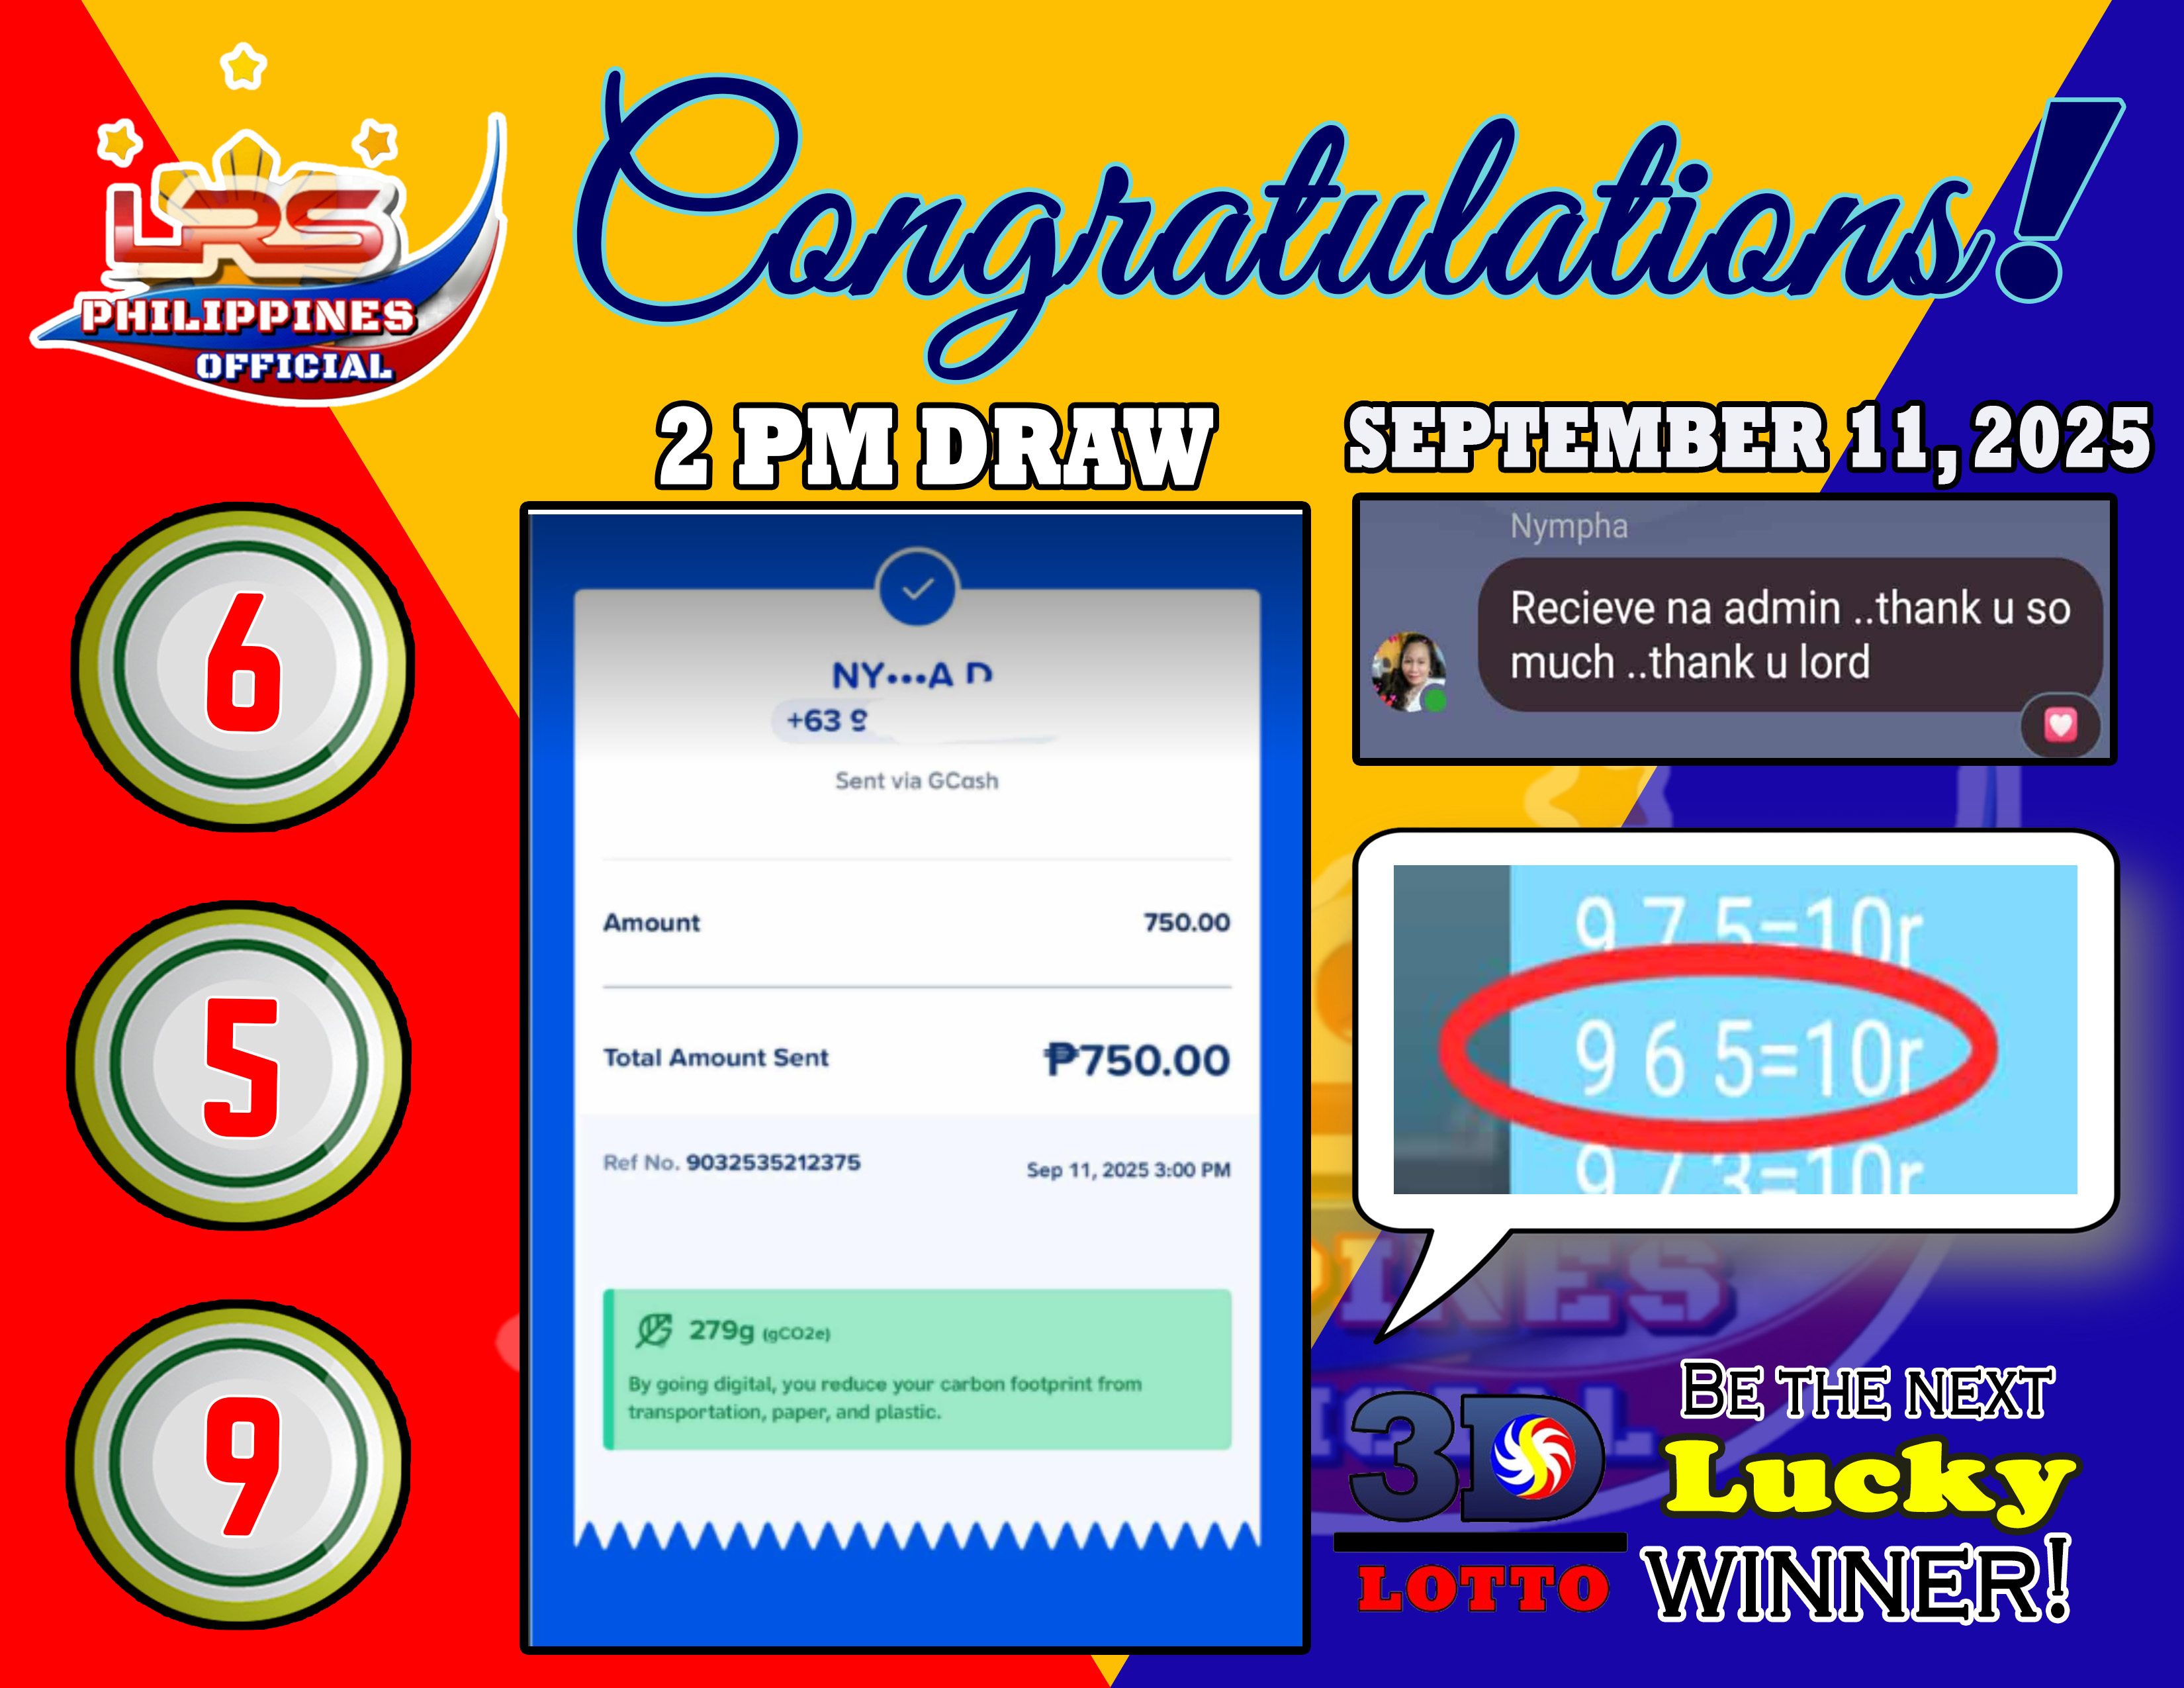 LRS
PHILIPPINES
OFFICIAL
Congratulations!
2 PM DRAW
SEPTEMBER 11, 2025
6
5
9
NY•••A D
+63 9
Sent via GCash
Amount 750.00
Total Amount Sent ₱750.00
Ref No. 9032535212375 Sep 11, 2025 3:00 PM
279g (gCO2e)
By going digital, you reduce your carbon footprint from
transportation, paper, and plastic.
Nympha
Recieve na admin ..thank u so
much ..thank u lord
9 7 5=10r
9 6 5=10r
9 7 3=10r
3D
LOTTO
BE THE NEXT
Lucky
WINNER!